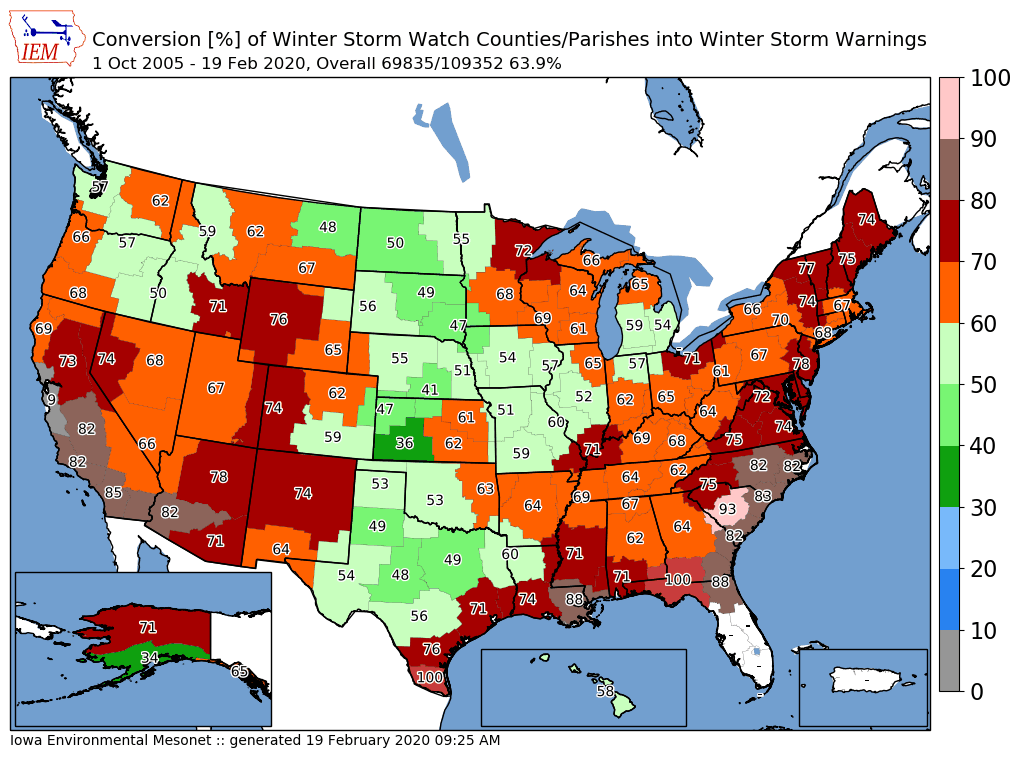 Conversion [%] of Winter Storm Watch Counties/Parishes into Winter Storm Warnings
IEM
1 Oct 2005 - 19 Feb 2020, Overall 69835/109352 63.9%
100
90
80
70
60
50
40
30
20
10
0
57 62 59 62 48 50 55 72 66 74
66 57 67 77 75
68 50 71 76 56 49 68 64 65 66 74 67
69 47 69 61 59 54 70 68
73 74 68 65 55 54 57 65 57 71 67 78
67 62 51 61
9 74 41 52 62 65 72
82 59 47 61 51 60 64 74
66 36 62 69 68 75
82 78 59 71 62 82 82
85 74 53 63 64 75 83
82 53 64 69 67 93
71 64 49 62 64 82
54 48 49 60 71 71 100 88
56 71 74 88
76
100
71
34
65
58
Iowa Environmental Mesonet :: generated 19 February 2020 09:25 AM